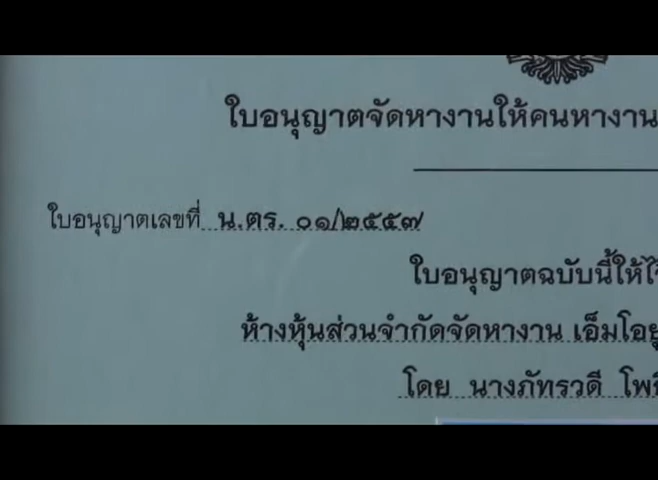 ใบอนุญาตจัดหางานให้คนหางาน
ใบอนุญาตเลขที่ น.ตร. ๐๑/๒๕๕๗
ใบอนุญาตฉบับนี้ให้ไว้
ห้างหุ้นส่วนจำกัดจัดหางาน เอ็มโอยู
โดย นางภัทรวดี